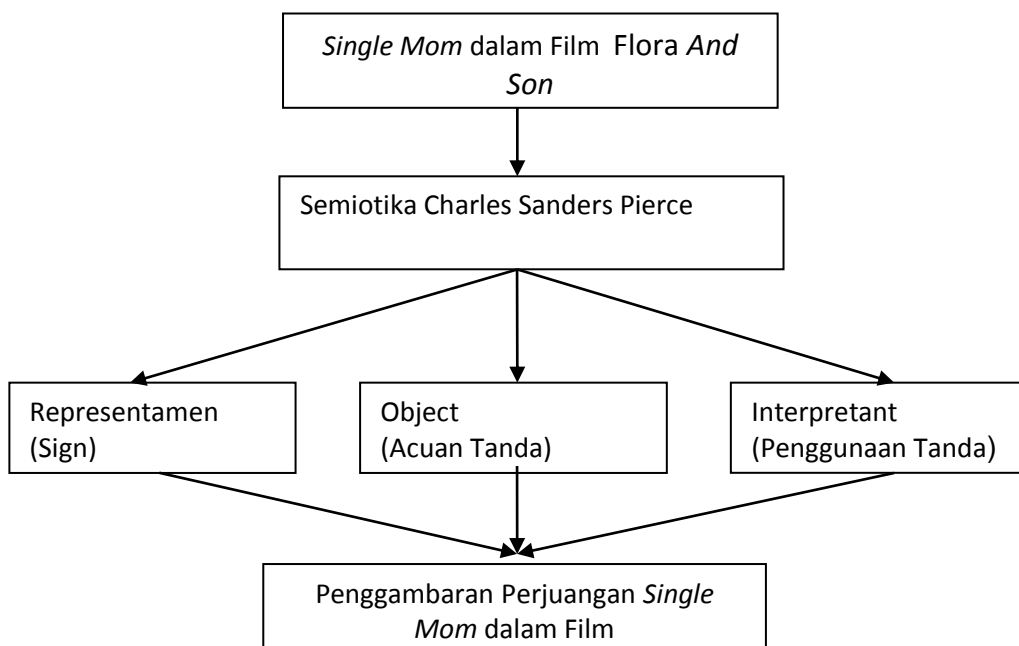 Single Mom dalam Film Flora And
Son
Semiotika Charles Sanders Pierce
Representamen
(Sign)
Object
(Acuan Tanda)
Interpretant
(Penggunaan Tanda)
Penggambaran Perjuangan Single
Mom dalam Film